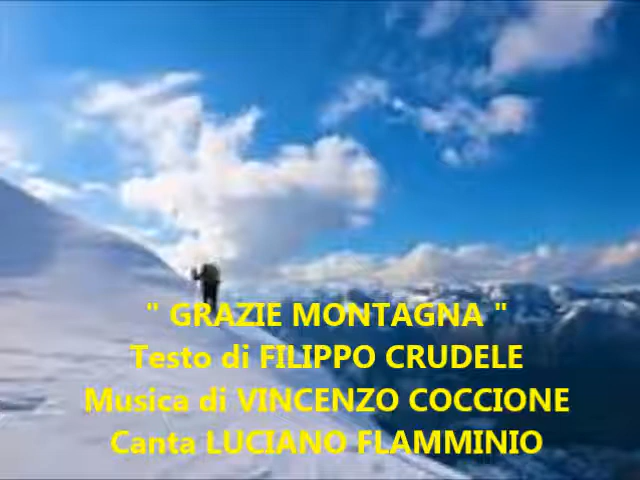 " GRAZIE MONTAGNA "
Testo di FILIPPO CRUDELE
Musica di VINCENZO COCCIONE
Canta LUCIANO FLAMMINIO